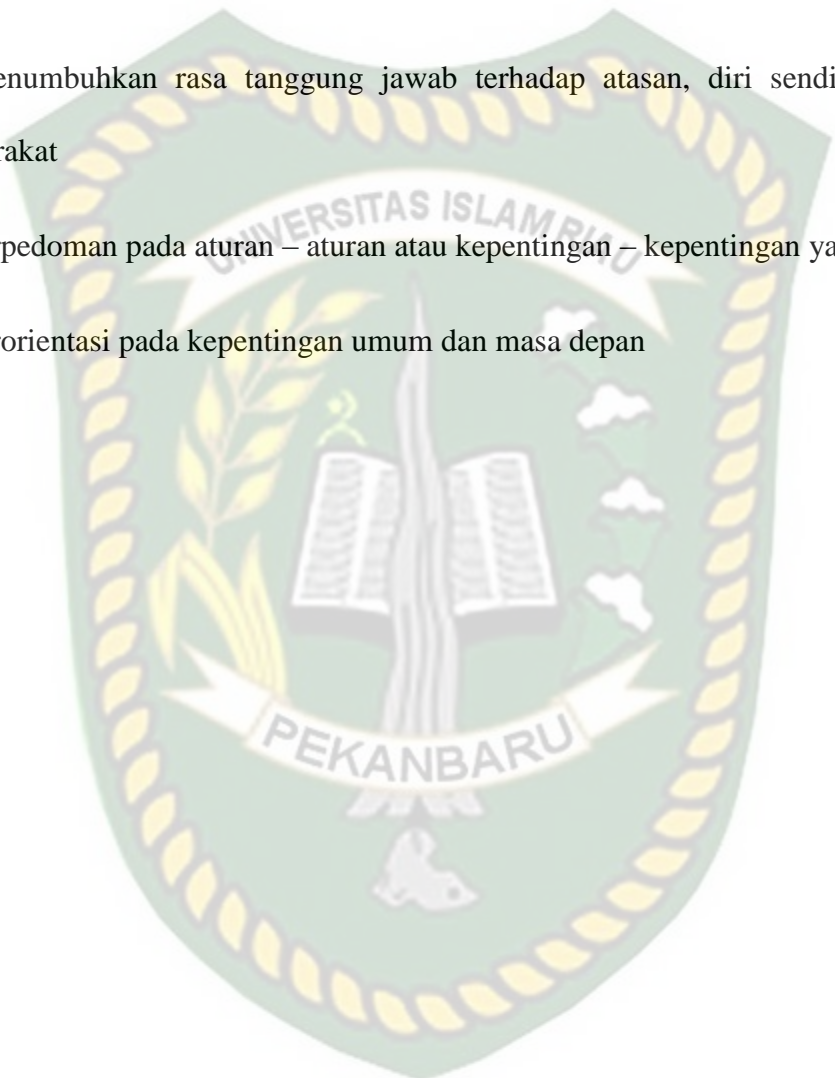 enumbuhkan rasa tanggung jawab terhadap atasan, diri sendi
rakat
rpedoman pada aturan – aturan atau kepentingan – kepentingan ya
rorientasi pada kepentingan umum dan masa depan
UNIVERSITAS ISLAM RIAU
PEKANBARU